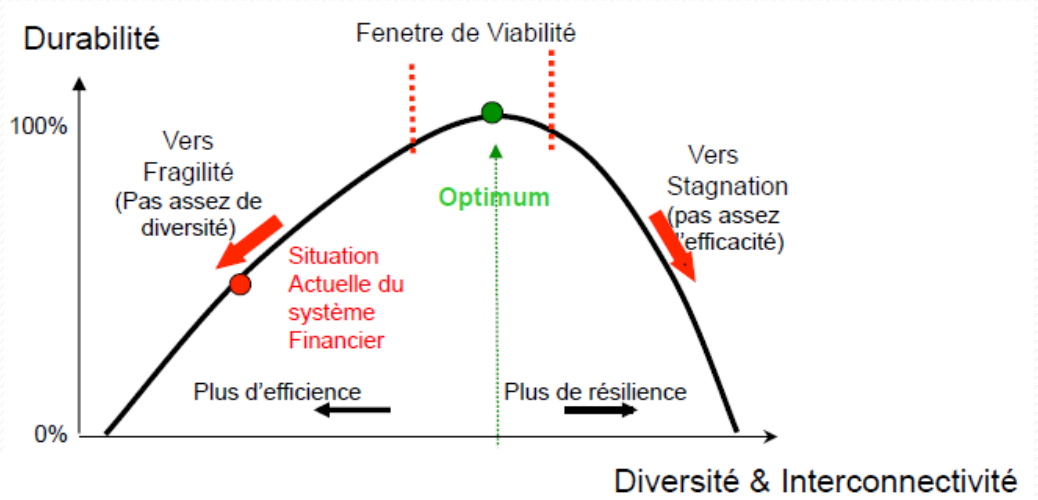 Durabilité
Fenetre de Viabilité
100%
Vers
Fragilité
(Pas assez de
diversité)
Vers
Stagnation
(pas assez
d'efficacité)
Optimum
Situation
Actuelle du
système
Financier
Plus d'efficience
Plus de résilience
0%
Diversité & Interconnectivité